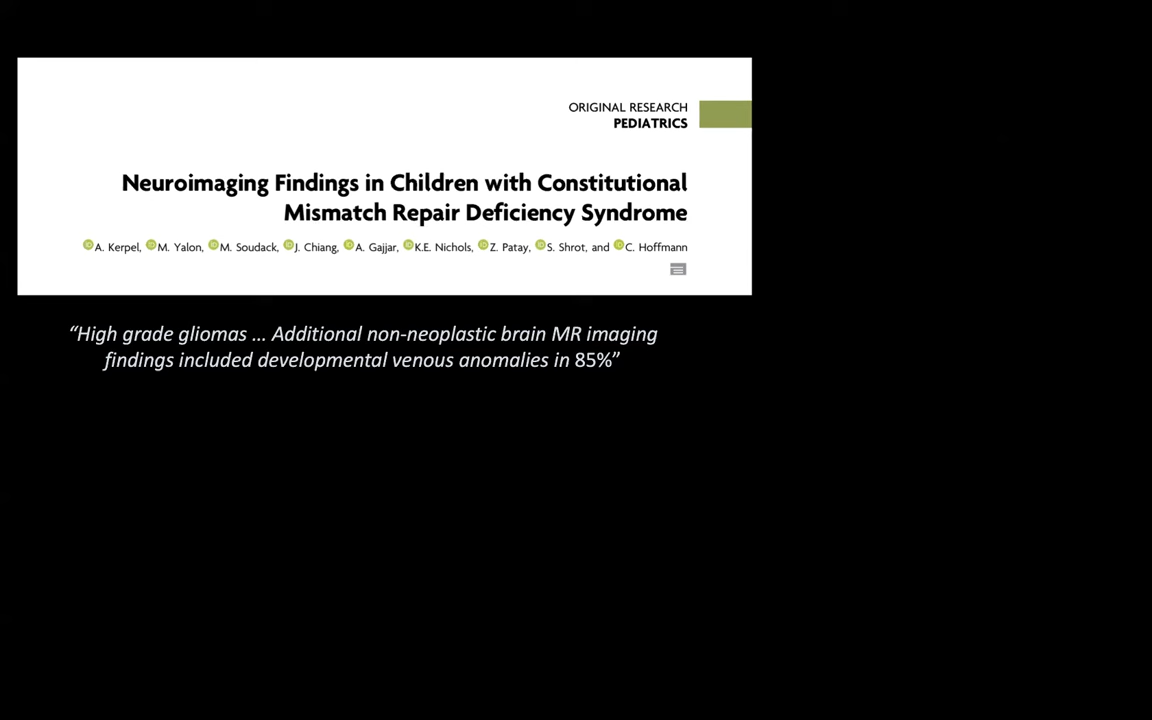 ORIGINAL RESEARCH
PEDIATRICS
Neuroimaging Findings in Children with Constitutional
Mismatch Repair Deficiency Syndrome
A. Kerpel, M. Yalon, M. Soudack, J. Chiang, A. Gajjar, K.E. Nichols, Z. Patay, S. Shrot, and C. Hoffmann
“High grade gliomas ... Additional non-neoplastic brain MR imaging
findings included developmental venous anomalies in 85%”